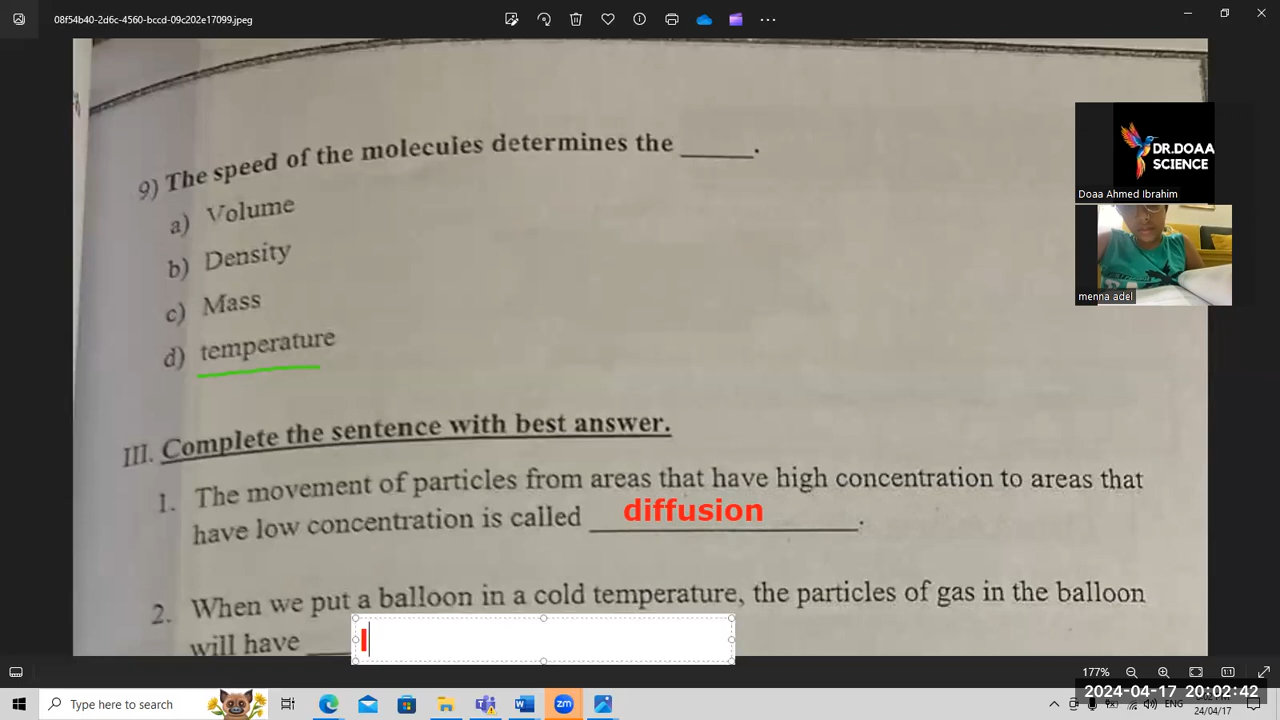 08f54b40-2d6c-4560-bccd-09c202e17099.jpeg
9) The speed of the molecules determines the _____.
a) Volume
b) Density
c) Mass
d) temperature
III. Complete the sentence with best answer.
1. The movement of particles from areas that have high concentration to areas that
have low concentration is called diffusion.
2. When we put a balloon in a cold temperature, the particles of gas in the balloon
will have
l
DR.DOAA
SCIENCE
Doaa Ahmed Ibrahim
menna adel
177%
Type here to search
ENG
2024-04-17 20:02:42
24/04/17